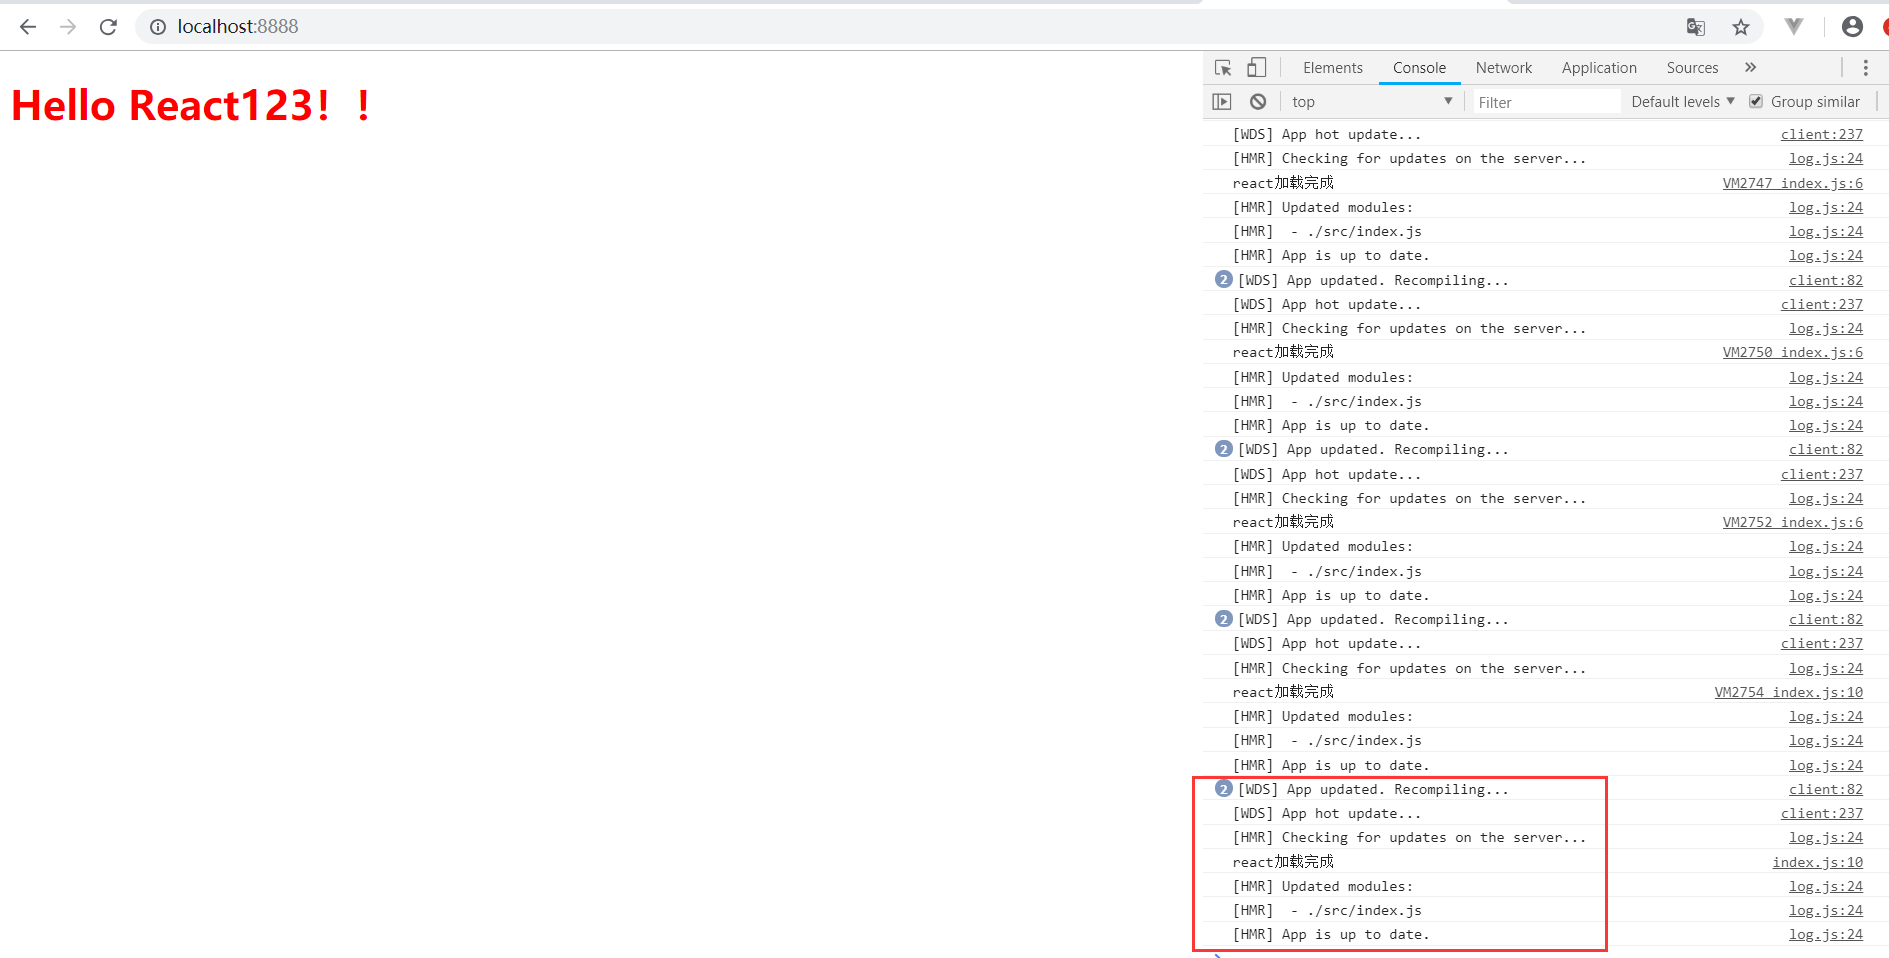 localhost:8888
Hello React123！！
Elements Console Network Application Sources »
top Filter Default levels Group similar
[WDS] App hot update... client:237
[HMR] Checking for updates on the server... log.js:24
react加载完成 VM2747 index.js:6
[HMR] Updated modules: log.js:24
[HMR]  - ./src/index.js log.js:24
[HMR] App is up to date. log.js:24
2 [WDS] App updated. Recompiling... client:82
[WDS] App hot update... client:237
[HMR] Checking for updates on the server... log.js:24
react加载完成 VM2750 index.js:6
[HMR] Updated modules: log.js:24
[HMR]  - ./src/index.js log.js:24
[HMR] App is up to date. log.js:24
2 [WDS] App updated. Recompiling... client:82
[WDS] App hot update... client:237
[HMR] Checking for updates on the server... log.js:24
react加载完成 VM2752 index.js:6
[HMR] Updated modules: log.js:24
[HMR]  - ./src/index.js log.js:24
[HMR] App is up to date. log.js:24
2 [WDS] App updated. Recompiling... client:82
[WDS] App hot update... client:237
[HMR] Checking for updates on the server... log.js:24
react加载完成 VM2754 index.js:10
[HMR] Updated modules: log.js:24
[HMR]  - ./src/index.js log.js:24
[HMR] App is up to date. log.js:24
2 [WDS] App updated. Recompiling... client:82
[WDS] App hot update... client:237
[HMR] Checking for updates on the server... log.js:24
react加载完成 index.js:10
[HMR] Updated modules: log.js:24
[HMR]  - ./src/index.js log.js:24
[HMR] App is up to date. log.js:24